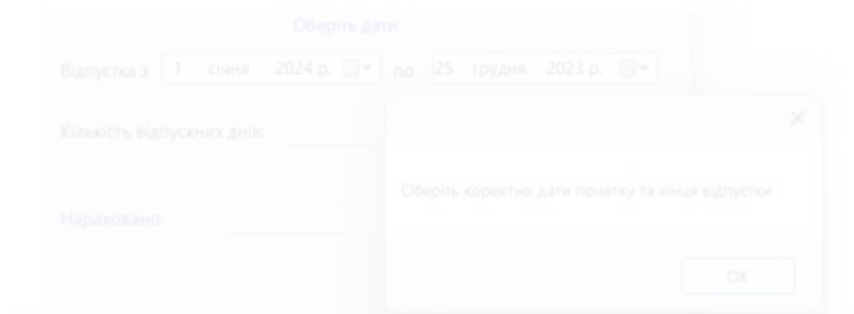 Оберіть дати
Відпустка з 1 січня 2024 р. по 25 грудня 2023 р.
Кількість відпускних днів:
Оберіть коректно дати початку та кінця відпустки
Нараховано:
OK